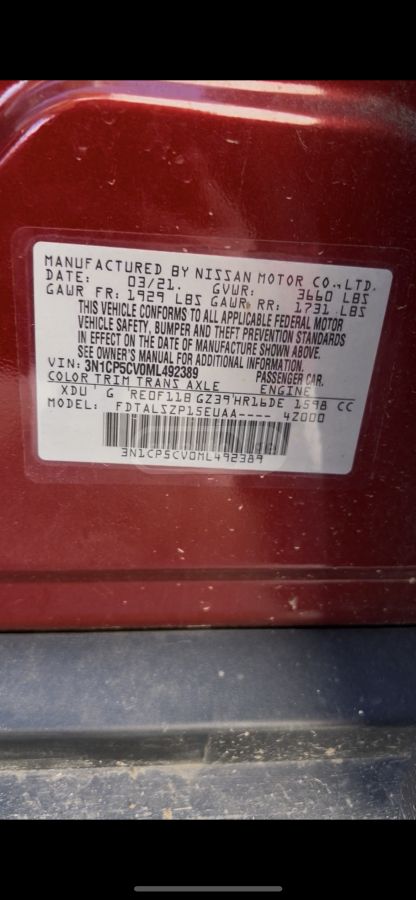 MANUFACTURED BY NISSAN MOTOR CO., LTD.
DATE: 03/21. GVWR: 3660 LBS
GAWR FR: 1929 LBS GAWR RR: 1731 LBS
THIS VEHICLE CONFORMS TO ALL APPLICABLE FEDERAL MOTOR
VEHICLE SAFETY, BUMPER AND THEFT PREVENTION STANDARDS
IN EFFECT ON THE DATE OF MANUFACTURE SHOWN ABOVE.
SEE OWNER'S MANUAL FOR ADDITIONAL INFORMATION.
VIN: 3N1CP5CV0ML492389 PASSENGER CAR.
COLOR TRIM TRANS AXLE ENGINE
XDU ' G RE0F11B GZ39'HR16DE 1598 CC
MODEL: FDTALSZP15EUAA---- 42000
3N1CP5CV0ML492389